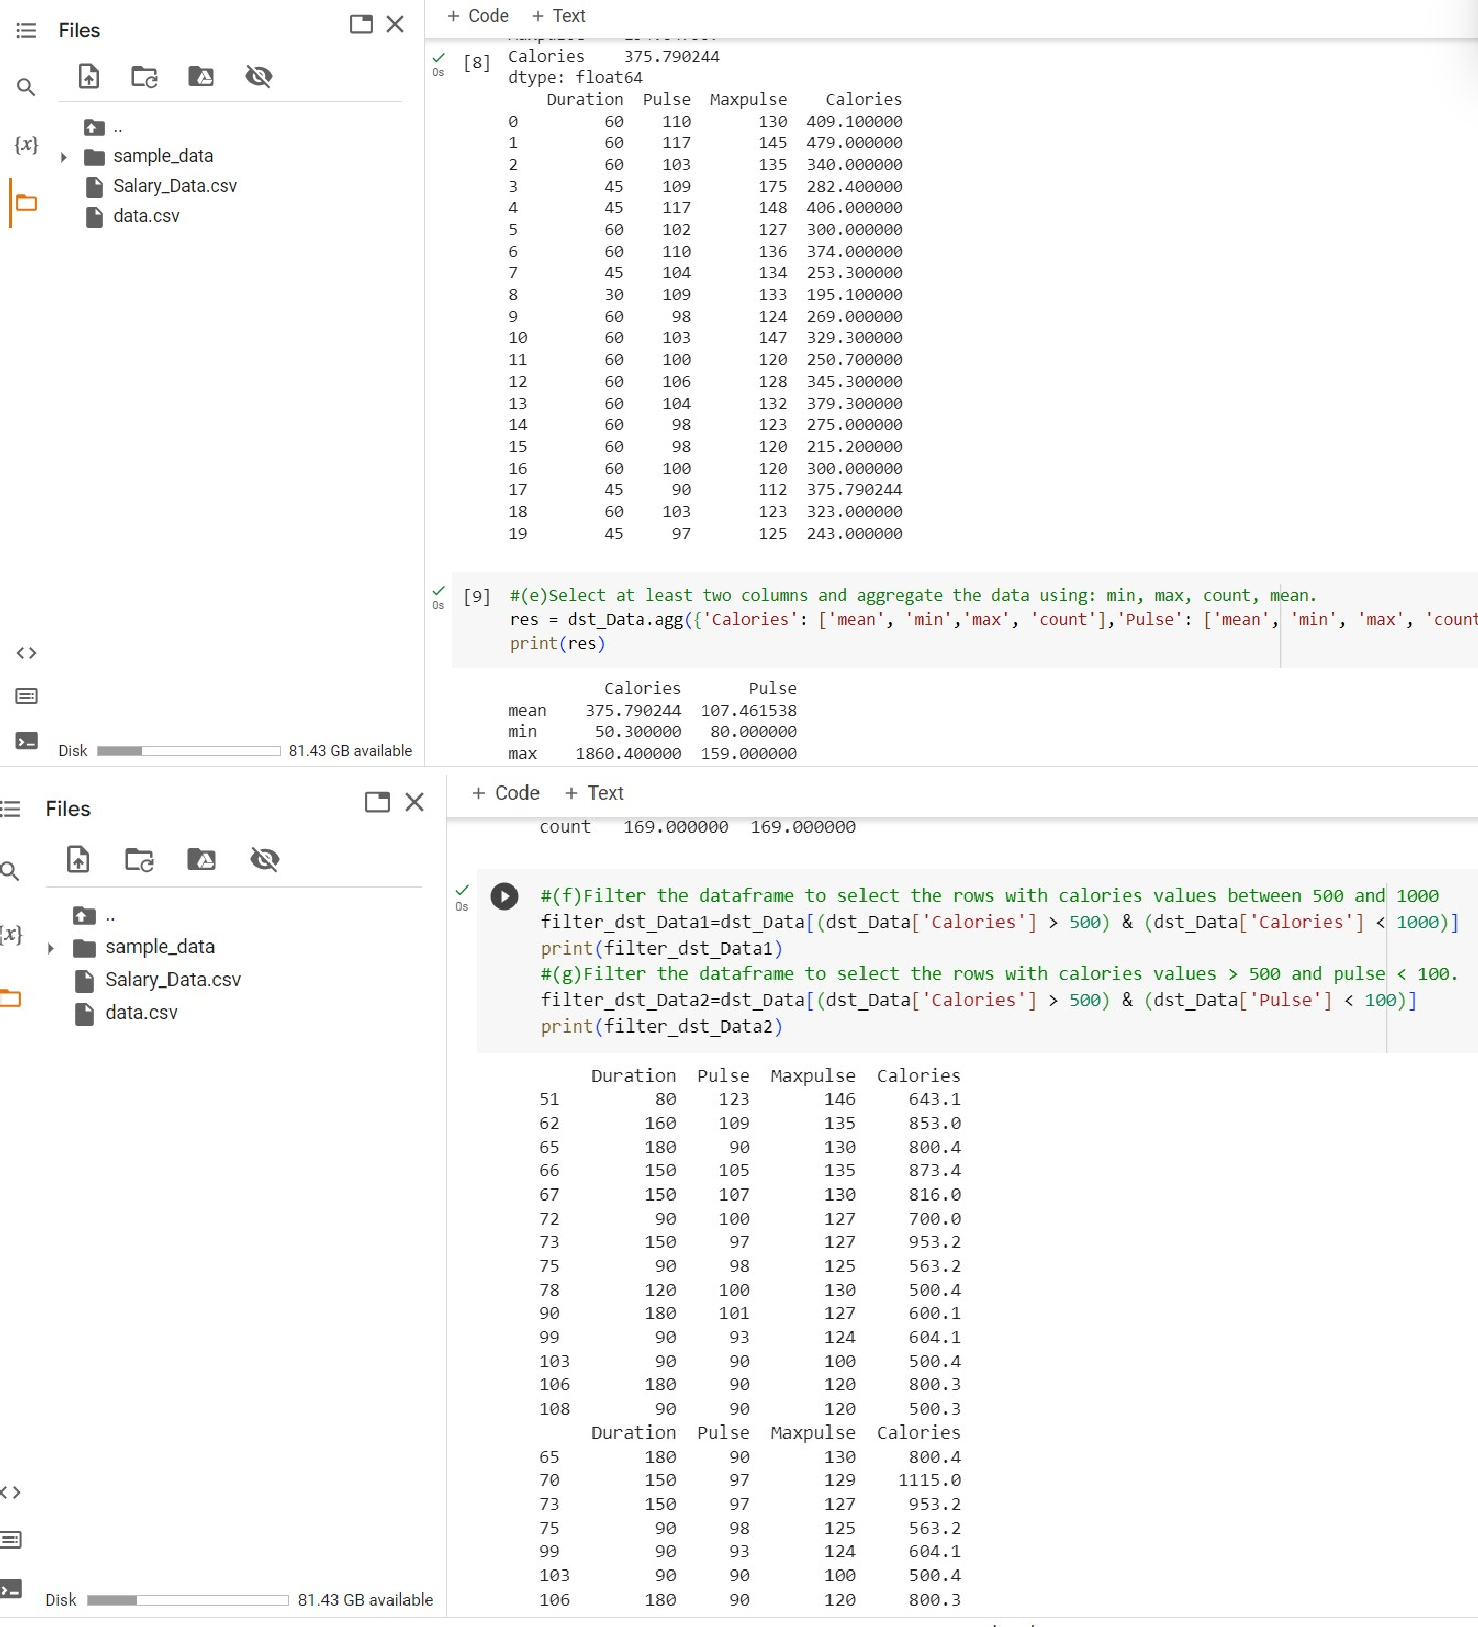 Files
+ Code + Text
..
sample_data
Salary_Data.csv
data.csv
{x}
<>
Disk 81.43 GB available
0s
[8] Calories 375.790244
dtype: float64
Duration Pulse Maxpulse Calories
0 60 110 130 409.100000
1 60 117 145 479.000000
2 60 103 135 340.000000
3 45 109 175 282.400000
4 45 117 148 406.000000
5 60 102 127 300.000000
6 60 110 136 374.000000
7 45 104 134 253.300000
8 30 109 133 195.100000
9 60 98 124 269.000000
10 60 103 147 329.300000
11 60 100 120 250.700000
12 60 106 128 345.300000
13 60 104 132 379.300000
14 60 98 123 275.000000
15 60 98 120 215.200000
16 60 100 120 300.000000
17 45 90 112 375.790244
18 60 103 123 323.000000
19 45 97 125 243.000000
0s
[9] #(e)Select at least two columns and aggregate the data using: min, max, count, mean.
res = dst_Data.agg({'Calories': ['mean', 'min','max', 'count'],'Pulse': ['mean', 'min', 'max', 'count
print(res)
Calories Pulse
mean 375.790244 107.461538
min 50.300000 80.000000
max 1860.400000 159.000000
Files
+ Code + Text
..
sample_data
Salary_Data.csv
data.csv
{x}
<>
Disk 81.43 GB available
count 169.000000 169.000000
0s
#(f)Filter the dataframe to select the rows with calories values between 500 and 1000
filter_dst_Data1=dst_Data[(dst_Data['Calories'] > 500) & (dst_Data['Calories'] < 1000)]
print(filter_dst_Data1)
#(g)Filter the dataframe to select the rows with calories values > 500 and pulse < 100.
filter_dst_Data2=dst_Data[(dst_Data['Calories'] > 500) & (dst_Data['Pulse'] < 100)]
print(filter_dst_Data2)
Duration Pulse Maxpulse Calories
51 80 123 146 643.1
62 160 109 135 853.0
65 180 90 130 800.4
66 150 105 135 873.4
67 150 107 130 816.0
72 90 100 127 700.0
73 150 97 127 953.2
75 90 98 125 563.2
78 120 100 130 500.4
90 180 101 127 600.1
99 90 93 124 604.1
103 90 90 100 500.4
106 180 90 120 800.3
108 90 90 120 500.3
Duration Pulse Maxpulse Calories
65 180 90 130 800.4
70 150 97 129 1115.0
73 150 97 127 953.2
75 90 98 125 563.2
99 90 93 124 604.1
103 90 90 100 500.4
106 180 90 120 800.3